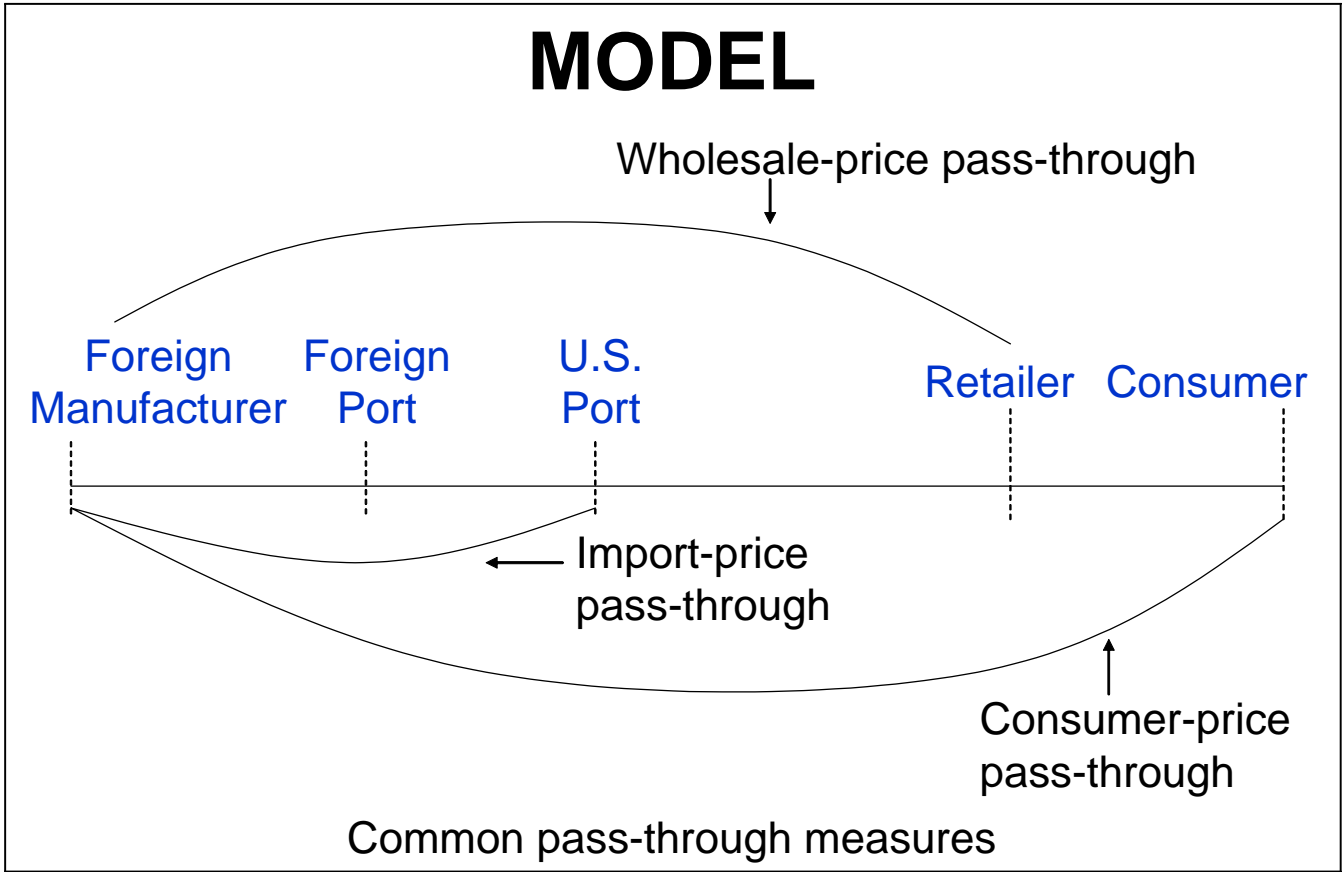 MODEL
Wholesale-price pass-through
Foreign
Manufacturer
Foreign
Port
U.S.
Port
Retailer
Consumer
Import-price
pass-through
Consumer-price
pass-through
Common pass-through measures